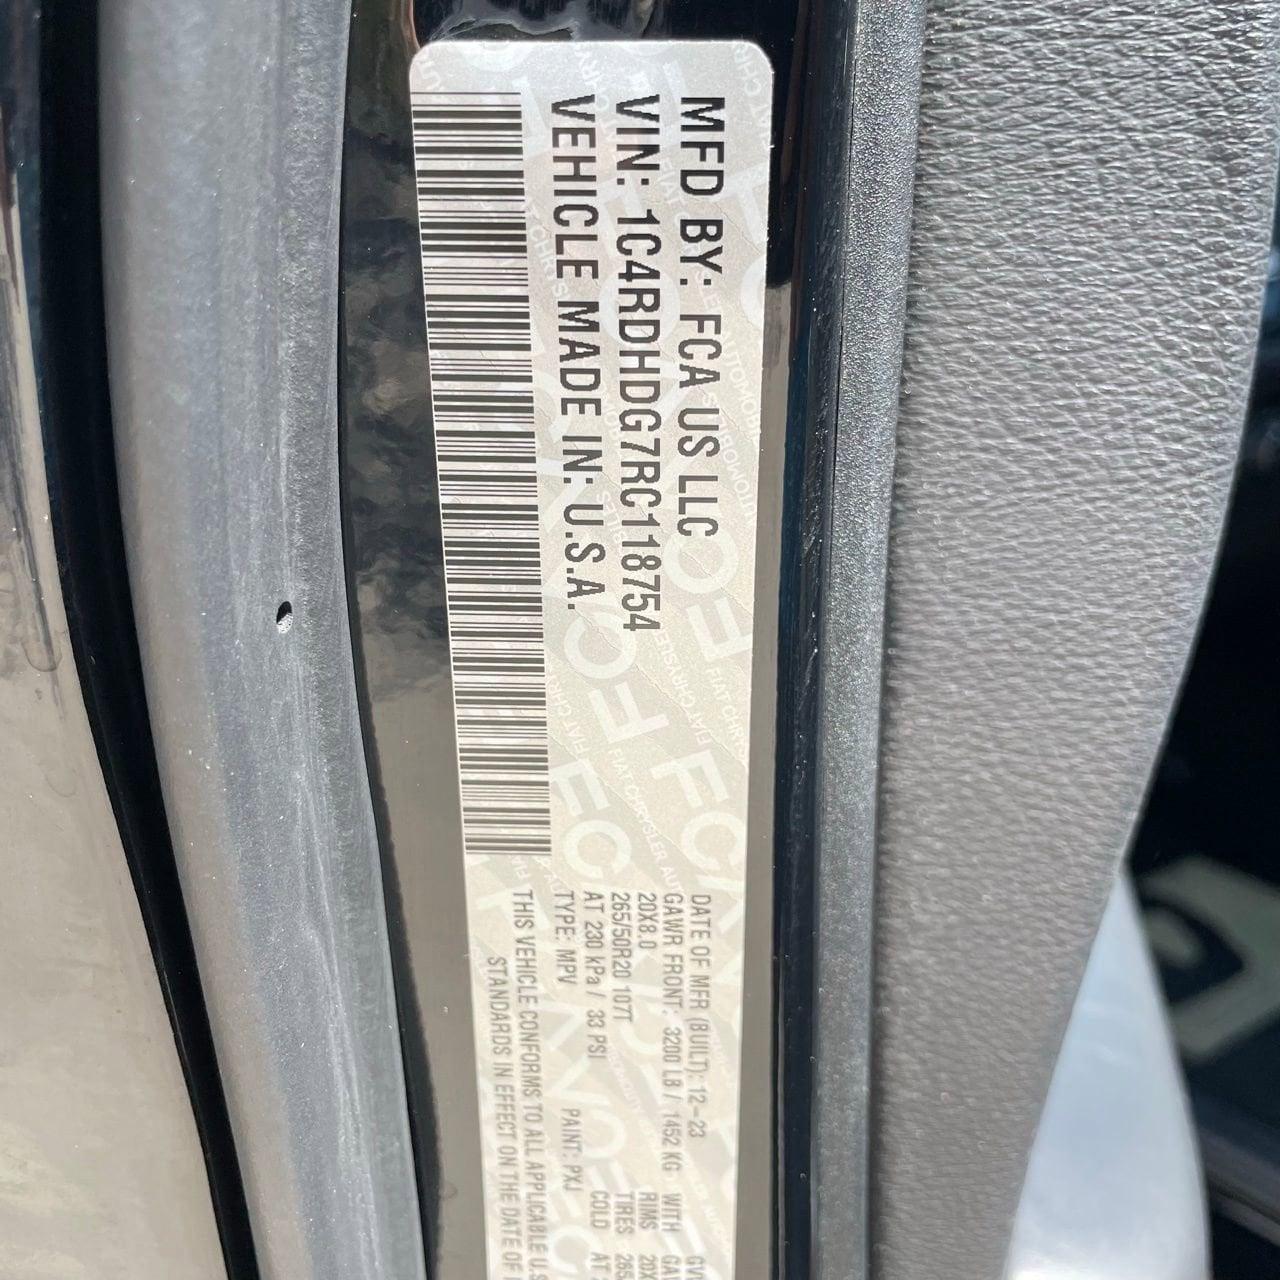 MFD BY: FCA US LLC
VIN: 1C4RDHDG7RC118754
VEHICLE MADE IN: U.S.A.
DATE OF MFR (BUILT): 12-23
GAWR FRONT: 3200 LB / 1452 KG WITH
20X8.0 RIMS
265/50R20 107T TIRES
AT 230 kPa / 33 PSI COLD
TYPE: MPV PAINT: PXJ
THIS VEHICLE CONFORMS TO ALL APPLICABLE U.S.
STANDARDS IN EFFECT ON THE DATE OF